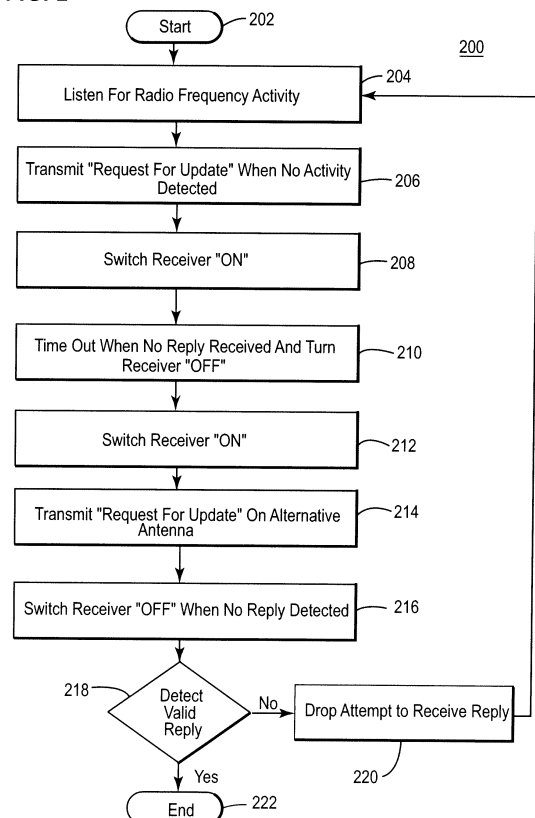 Start
202
200
Listen For Radio Frequency Activity
204
Transmit "Request For Update" When No Activity
Detected
206
Switch Receiver "ON"
208
Time Out When No Reply Received And Turn
Receiver "OFF"
210
Switch Receiver "ON"
212
Transmit "Request For Update" On Alternative
Antenna
214
Switch Receiver "OFF" When No Reply Detected
216
218
Detect
Valid
Reply
No
Drop Attempt to Receive Reply
220
Yes
End
222